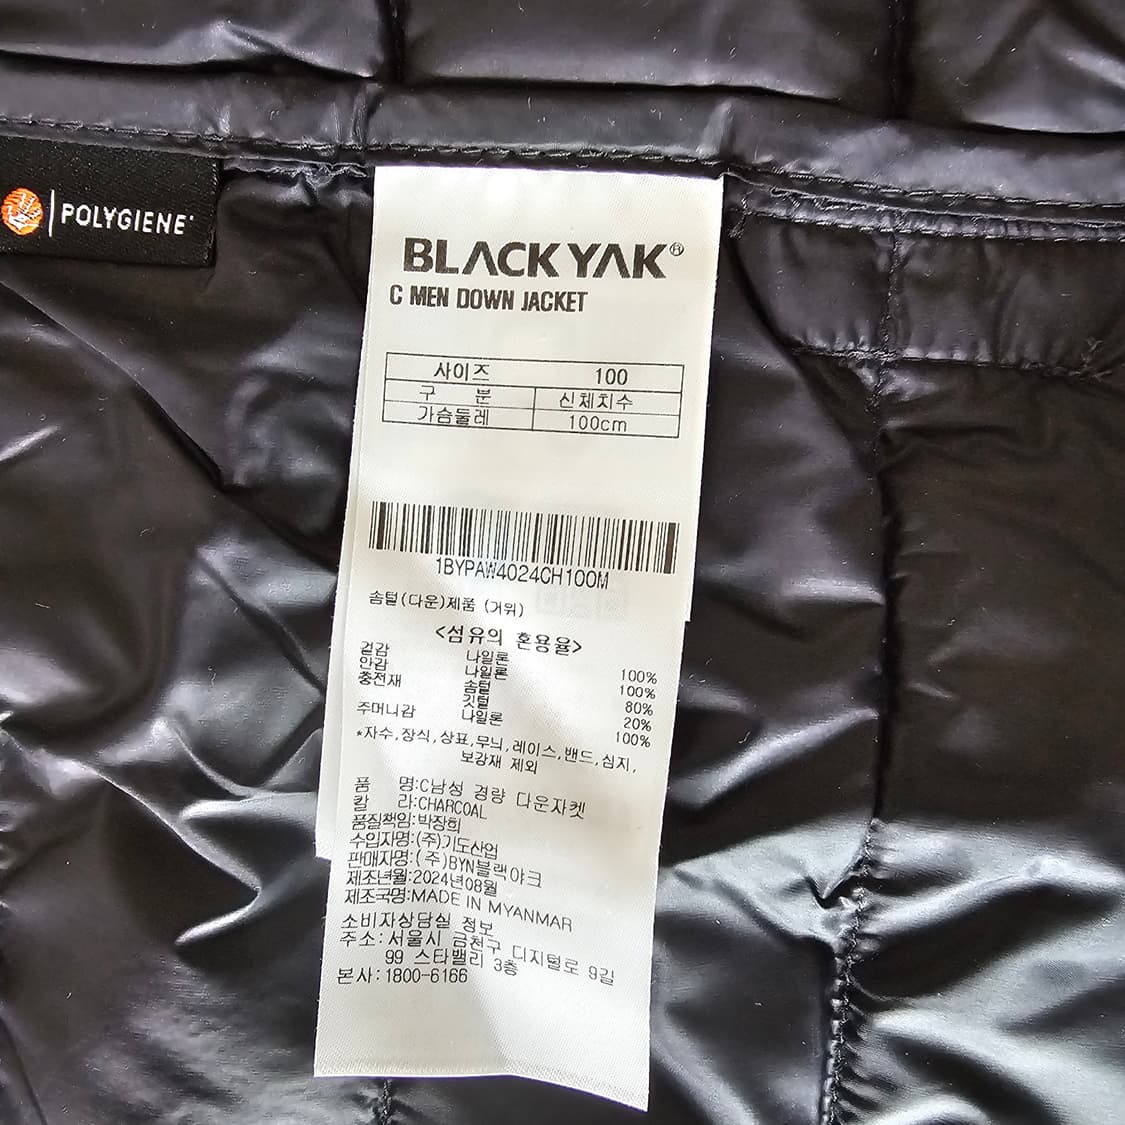 POLYGIENE®
BLACK YAK®
C MEN DOWN JACKET
사이즈 100
구 분 신체치수
가슴둘레 100cm
1BYPAW4024CH100M
솜털(다운)제품 (거위)
<섬유의 혼용율>
겉감 나일론 100%
안감 나일론 100%
충전재 솜털 80%
깃털 20%
주머니감 나일론 100%
*자수,장식,상표,무늬,레이스,밴드,심지,
보강재 제외
품 명:C남성 경량 다운자켓
칼 라:CHARCOAL
품질책임:박장희
수입자명:(주)기도산업
판매자명:(주)BYN블랙야크
제조년월:2024년08월
제조국명:MADE IN MYANMAR
소비자상담실 정보
주소:서울시 금천구 디지털로 9길
99 스타밸리 3층
본사:1800-6166